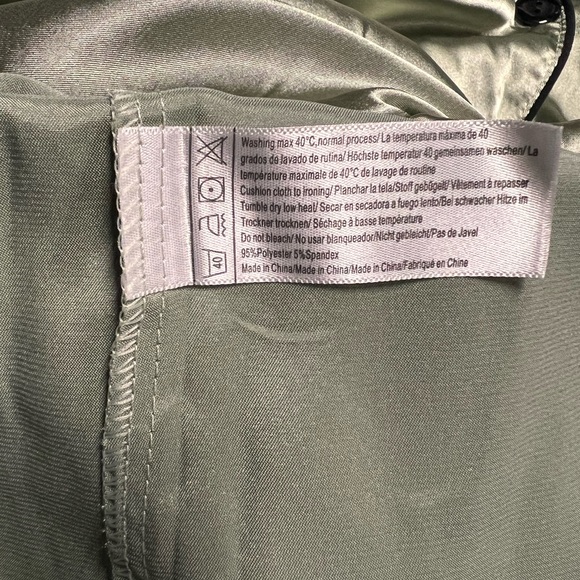 Washing max 40°C,normal process/ La temperatura máxima de 40
grados de lavado de rutina/ Höchste temperatur 40 gemeinsamen waschen/ La
température maximale de 40°C de lavage de routine
Cushion cloth to ironing/ Planchar la tela/Stoff gebügelt/ Vêtement à repasser
Tumble dry low heat/ Secar en secadora a fuego lento/Bei schwacher Hitze im
Trockner trocknen/ Séchage à basse température
Do not bleach/ No usar blanqueador/Nicht gebleicht/Pas de Javel
95%Polyester 5%Spandex
Made in China/Made in China/Made in China/Fabriqué en Chine
40